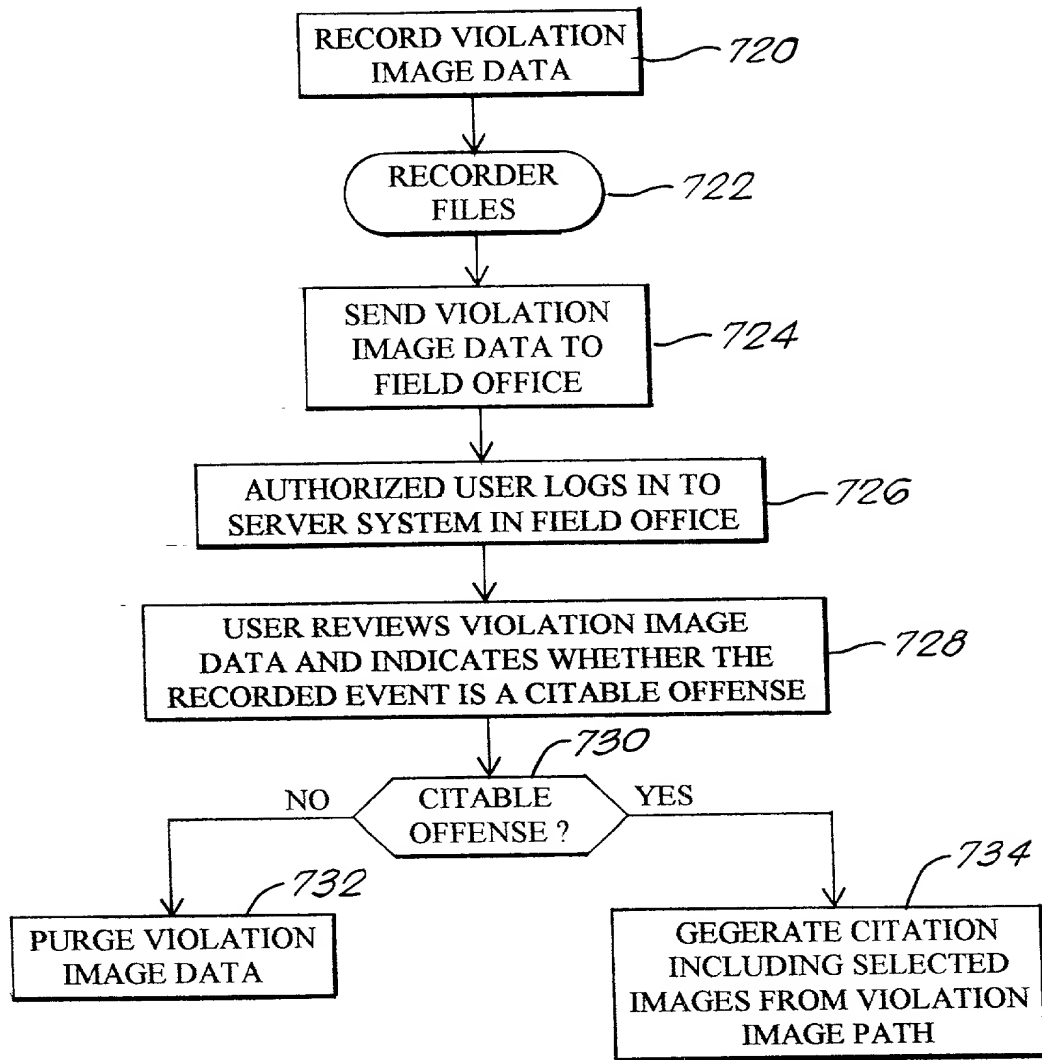 RECORD VIOLATION
IMAGE DATA
720
RECORDER
FILES
722
SEND VIOLATION
IMAGE DATA TO
FIELD OFFICE
724
AUTHORIZED USER LOGS IN TO
SERVER SYSTEM IN FIELD OFFICE
726
USER REVIEWS VIOLATION IMAGE
DATA AND INDICATES WHETHER THE
RECORDED EVENT IS A CITABLE OFFENSE
728
730
NO
CITABLE
OFFENSE ?
YES
732
PURGE VIOLATION
IMAGE DATA
734
GEGERATE CITATION
INCLUDING SELECTED
IMAGES FROM VIOLATION
IMAGE PATH